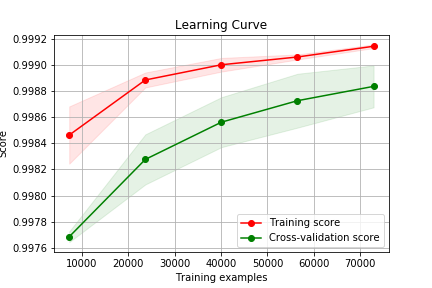 Learning Curve
0.9992
0.9990
0.9988
0.9986
0.9984
0.9982
0.9980
0.9978
0.9976
Score
10000 20000 30000 40000 50000 60000 70000
Training examples
Training score
Cross-validation score